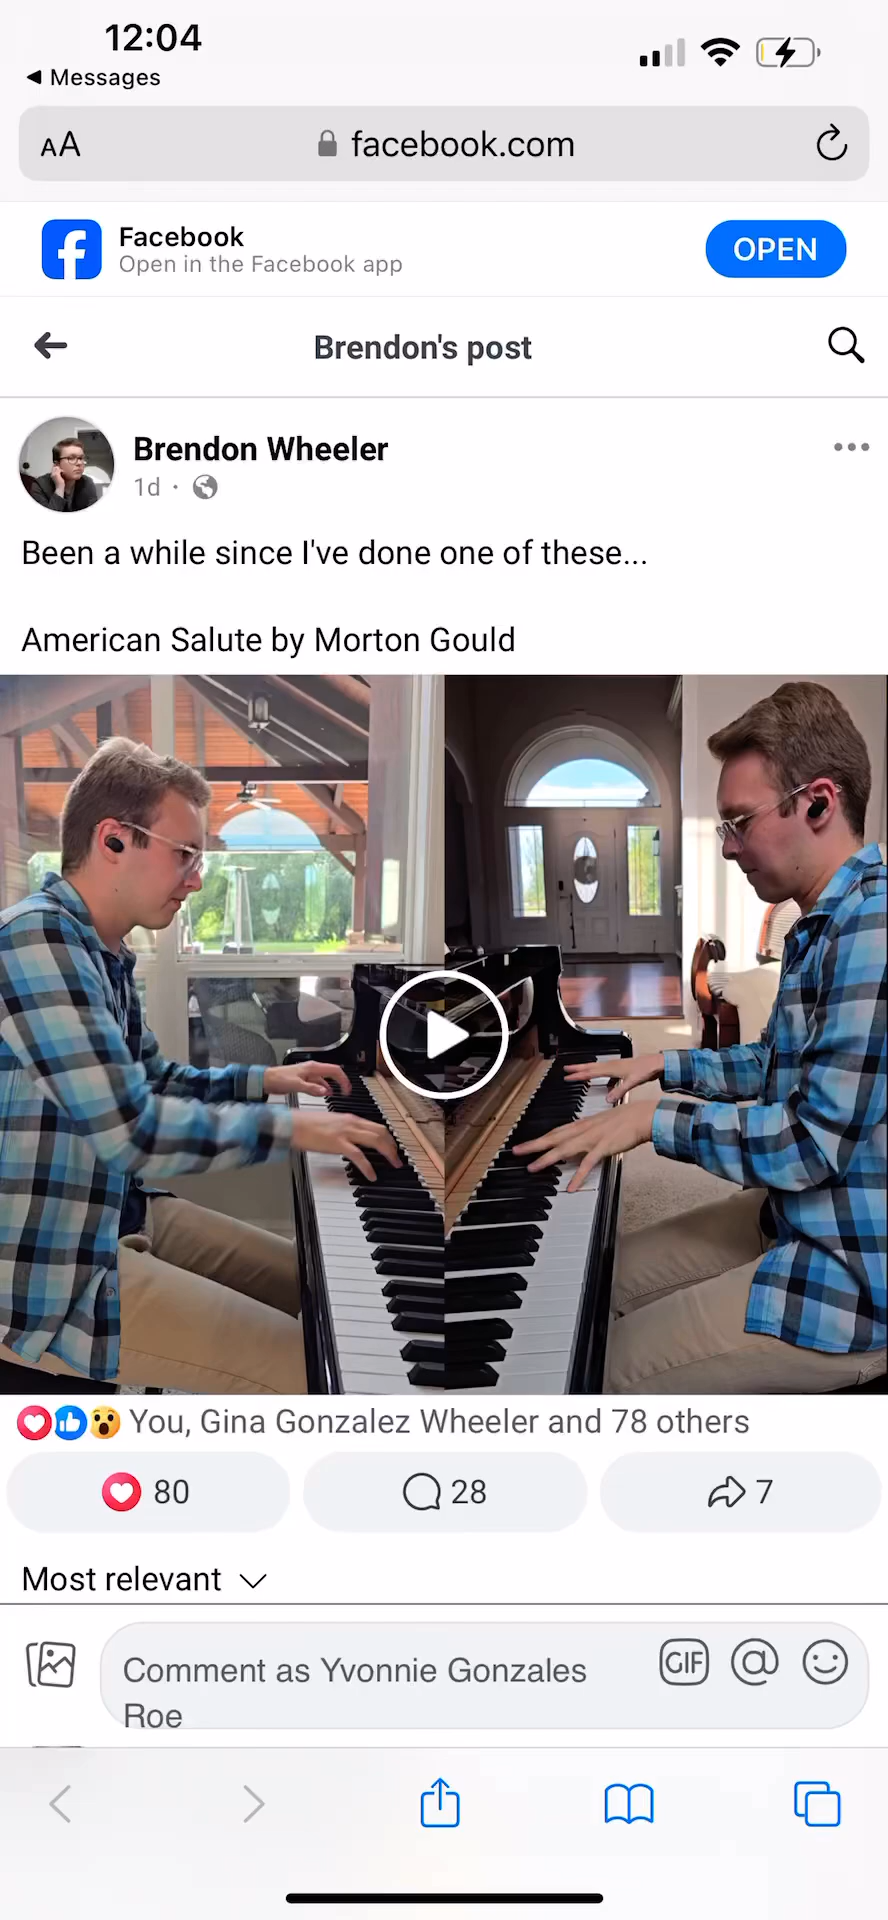 12:04
◀ Messages
AA facebook.com
Facebook
Open in the Facebook app
OPEN
Brendon's post
Brendon Wheeler
1d ·
Been a while since I've done one of these...
American Salute by Morton Gould
You, Gina Gonzalez Wheeler and 78 others
80 28 7
Most relevant
Comment as Yvonnie Gonzales
Roe
GIF @